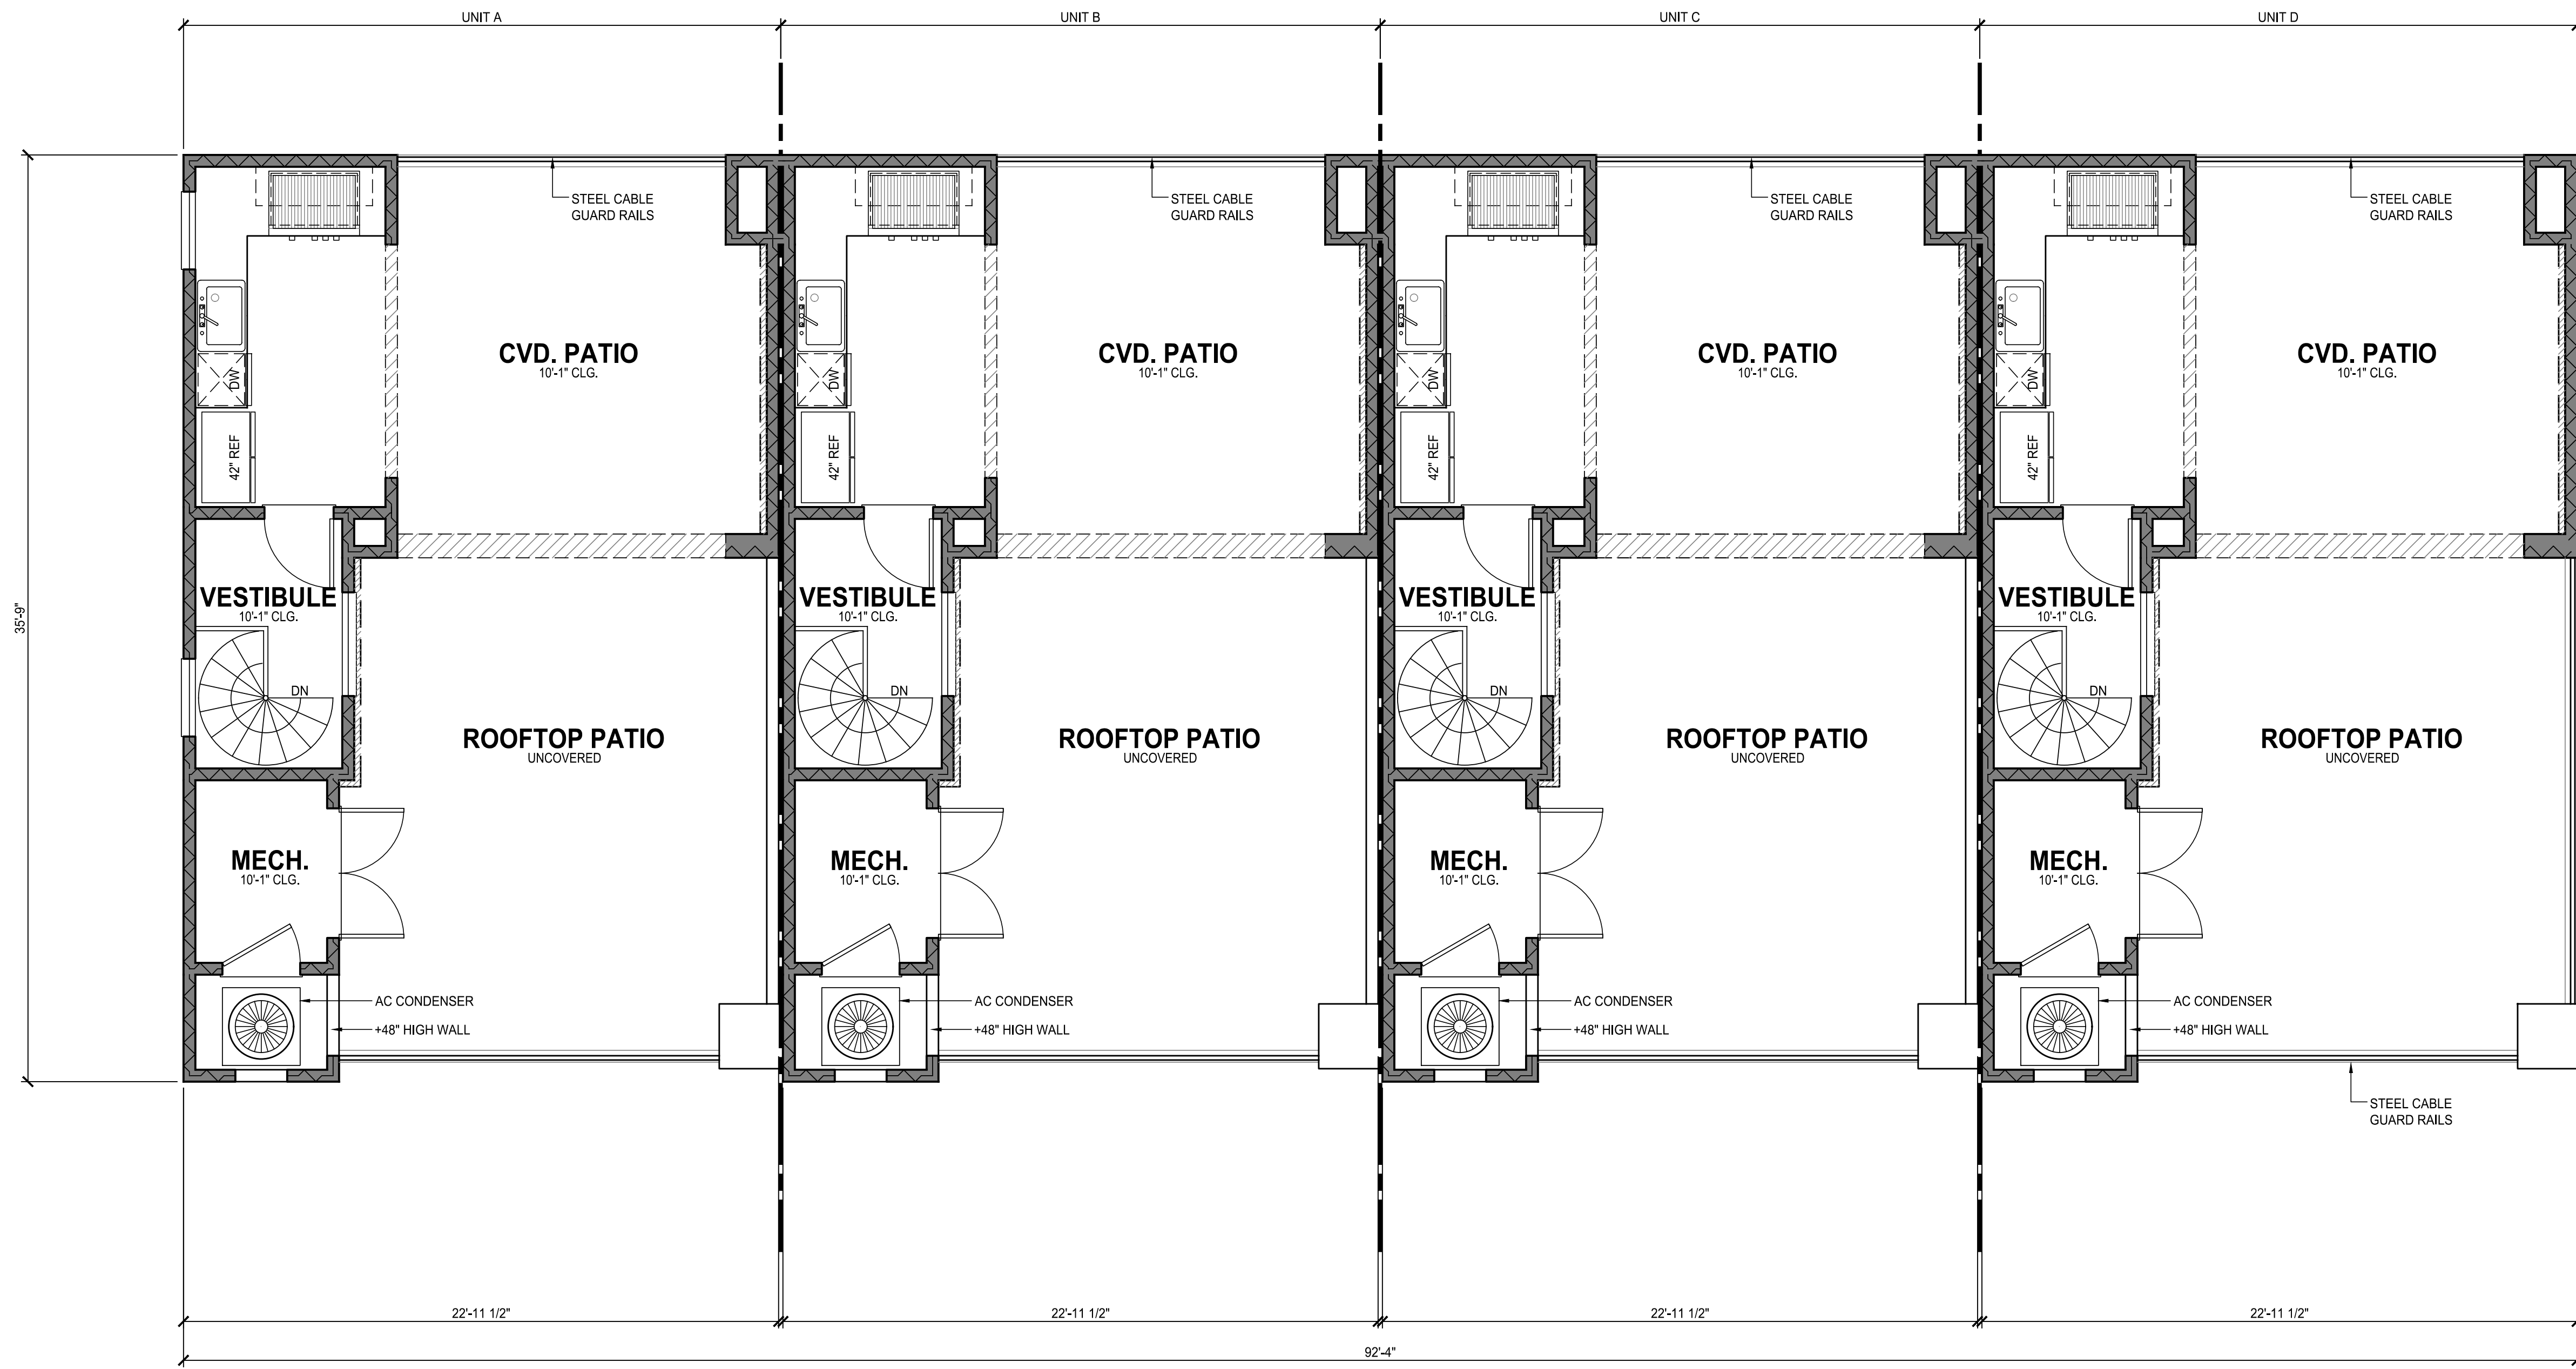 UNIT A
UNIT B
UNIT C
UNIT D
STEEL CABLE
GUARD RAILS
STEEL CABLE
GUARD RAILS
STEEL CABLE
GUARD RAILS
STEEL CABLE
GUARD RAILS
CVD. PATIO
10'-1" CLG.
CVD. PATIO
10'-1" CLG.
CVD. PATIO
10'-1" CLG.
CVD. PATIO
10'-1" CLG.
DW
DW
DW
DW
42" REF
42" REF
42" REF
42" REF
35'-9"
VESTIBULE
10'-1" CLG.
VESTIBULE
10'-1" CLG.
VESTIBULE
10'-1" CLG.
VESTIBULE
10'-1" CLG.
DN
DN
DN
DN
ROOFTOP PATIO
UNCOVERED
ROOFTOP PATIO
UNCOVERED
ROOFTOP PATIO
UNCOVERED
ROOFTOP PATIO
UNCOVERED
MECH.
10'-1" CLG.
MECH.
10'-1" CLG.
MECH.
10'-1" CLG.
MECH.
10'-1" CLG.
AC CONDENSER
+48" HIGH WALL
AC CONDENSER
+48" HIGH WALL
AC CONDENSER
+48" HIGH WALL
AC CONDENSER
+48" HIGH WALL
STEEL CABLE
GUARD RAILS
22'-11 1/2"
22'-11 1/2"
22'-11 1/2"
22'-11 1/2"
92'-4"